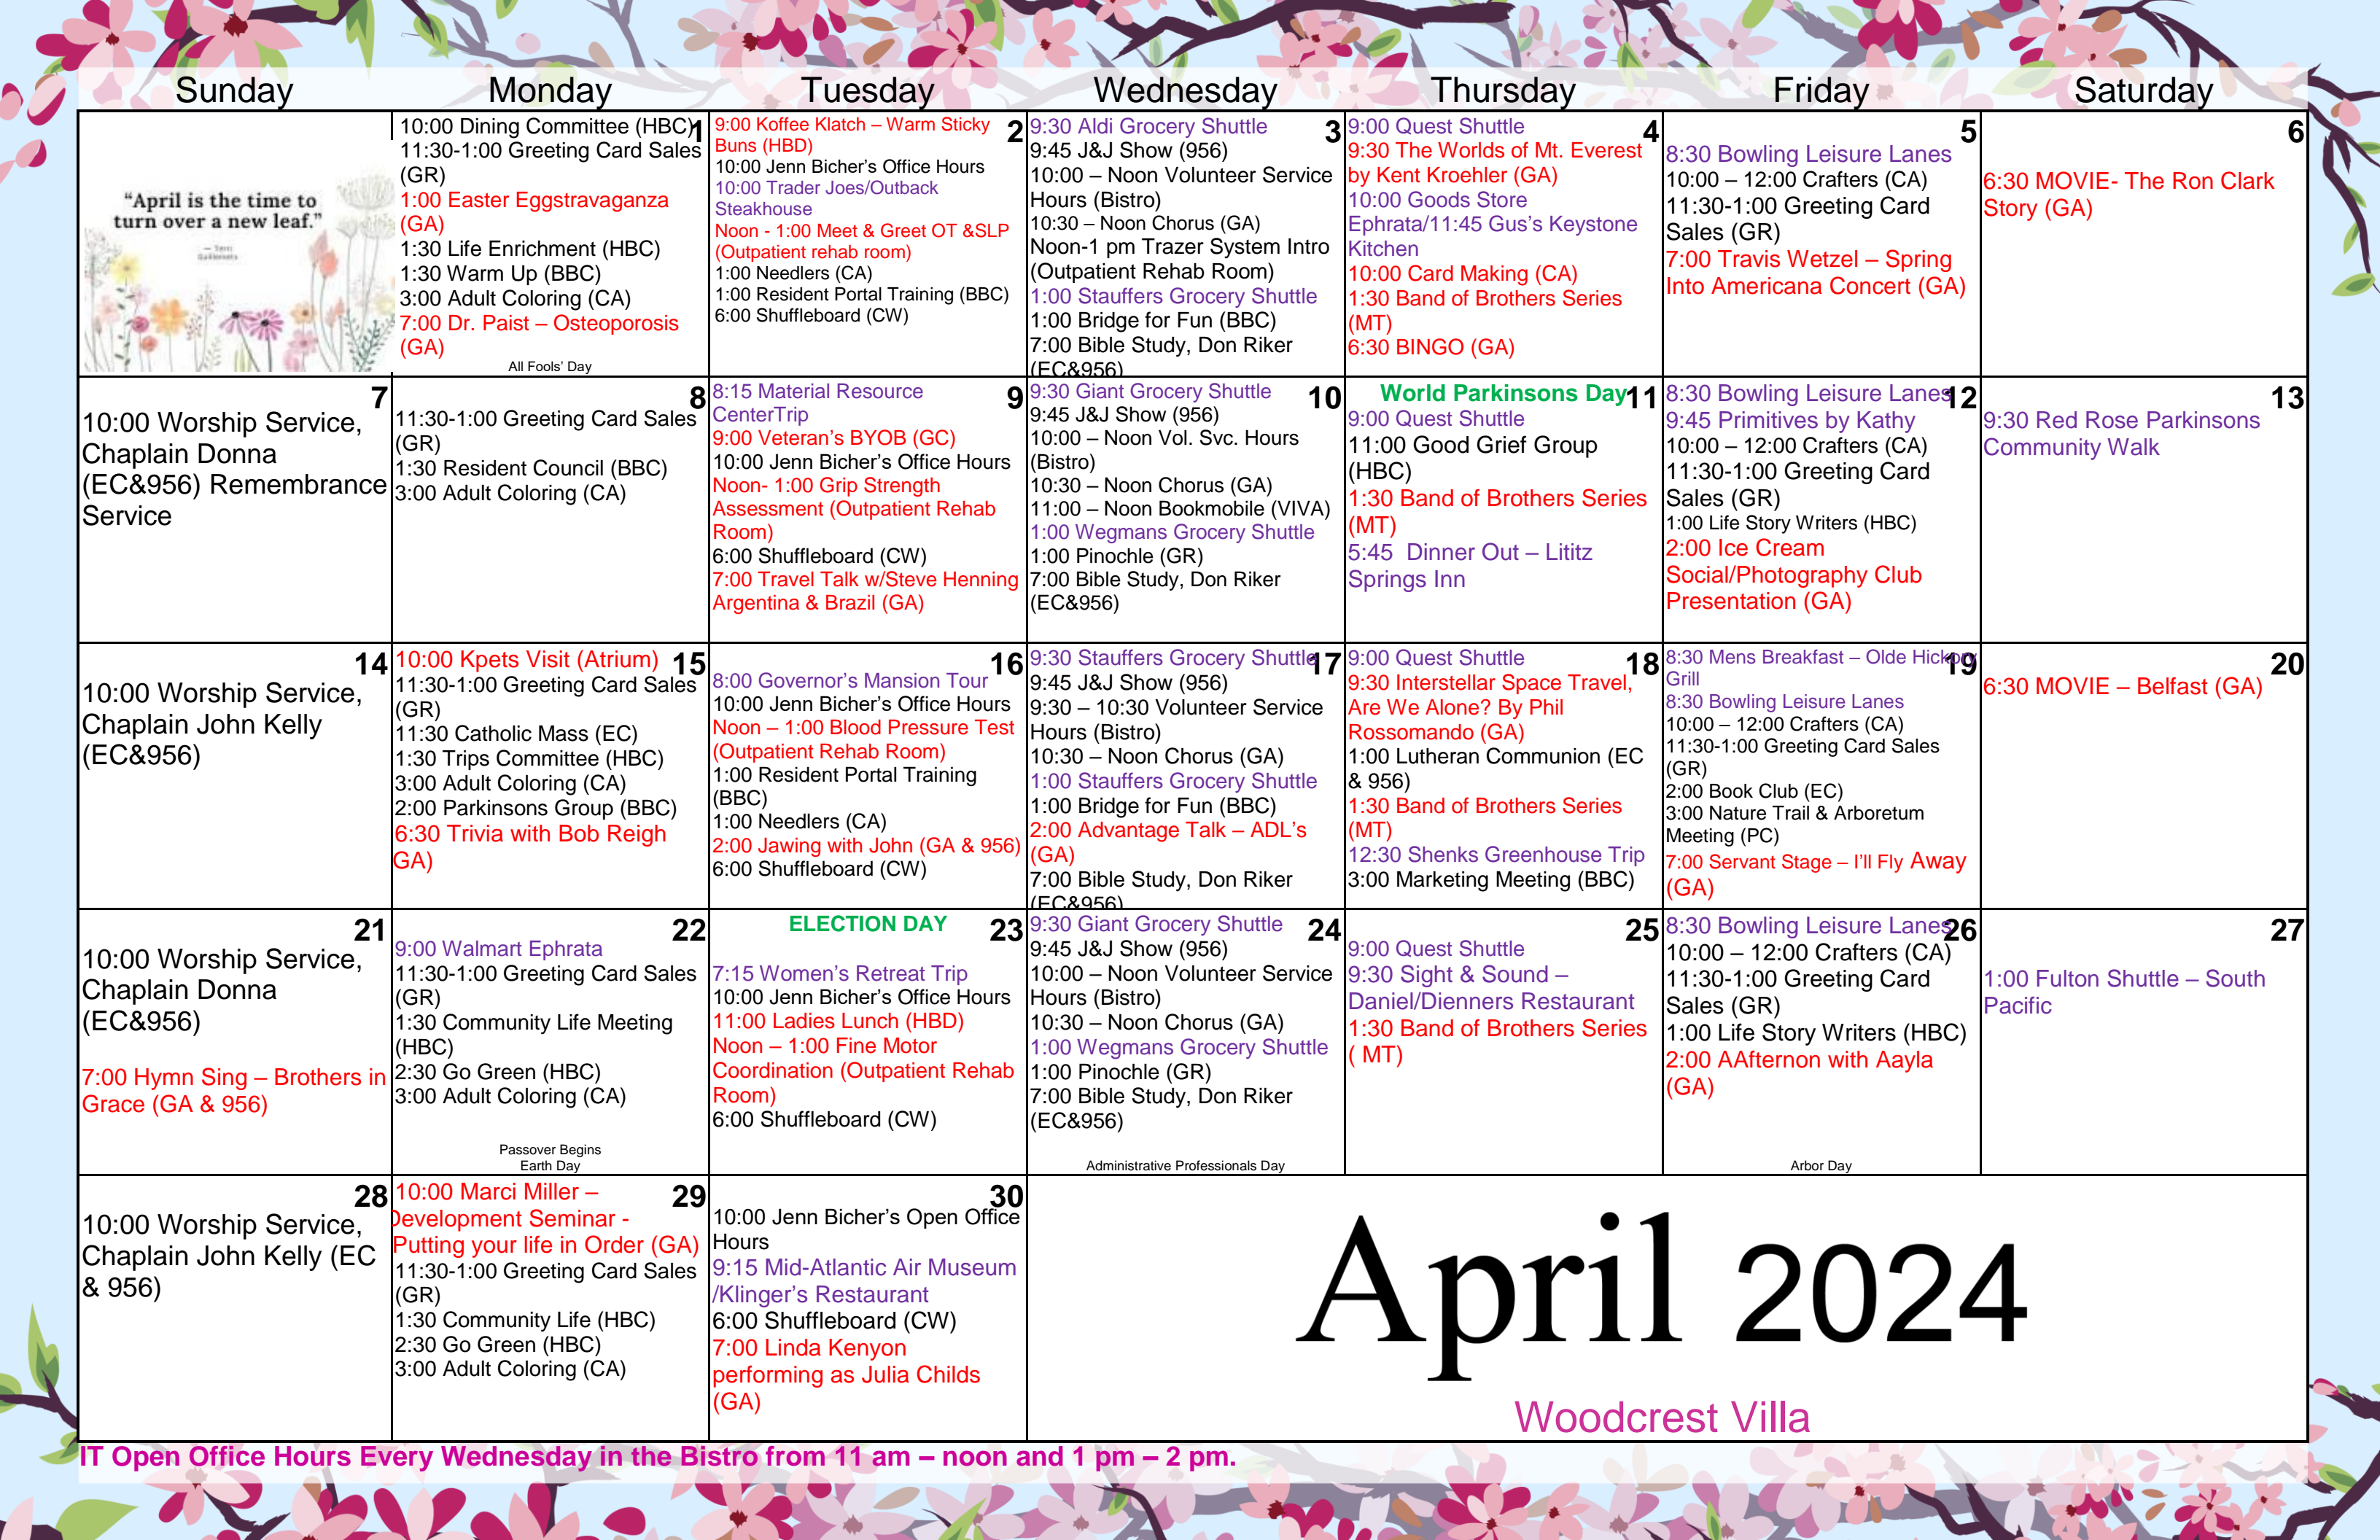 Sunday
Monday
Tuesday
Wednesday
Thursday
Friday
Saturday
“April is the time to
turn over a new leaf.”
1
10:00 Dining Committee (HBC)
11:30-1:00 Greeting Card Sales
(GR)
1:00 Easter Eggstravaganza
(GA)
1:30 Life Enrichment (HBC)
1:30 Warm Up (BBC)
3:00 Adult Coloring (CA)
7:00 Dr. Paist – Osteoporosis
(GA)
All Fools’ Day
2
9:00 Koffee Klatch – Warm Sticky
Buns (HBD)
10:00 Jenn Bicher’s Office Hours
10:00 Trader Joes/Outback
Steakhouse
Noon - 1:00 Meet & Greet OT &SLP
(Outpatient rehab room)
1:00 Needlers (CA)
1:00 Resident Portal Training (BBC)
6:00 Shuffleboard (CW)
3
9:30 Aldi Grocery Shuttle
9:45 J&J Show (956)
10:00 – Noon Volunteer Service
Hours (Bistro)
10:30 – Noon Chorus (GA)
Noon-1 pm Trazer System Intro
(Outpatient Rehab Room)
1:00 Stauffers Grocery Shuttle
1:00 Bridge for Fun (BBC)
7:00 Bible Study, Don Riker
(EC&956)
4
9:00 Quest Shuttle
9:30 The Worlds of Mt. Everest
by Kent Kroehler (GA)
10:00 Goods Store
Ephrata/11:45 Gus’s Keystone
Kitchen
10:00 Card Making (CA)
1:30 Band of Brothers Series
(MT)
6:30 BINGO (GA)
5
8:30 Bowling Leisure Lanes
10:00 – 12:00 Crafters (CA)
11:30-1:00 Greeting Card
Sales (GR)
7:00 Travis Wetzel – Spring
Into Americana Concert (GA)
6
6:30 MOVIE- The Ron Clark
Story (GA)
7
10:00 Worship Service,
Chaplain Donna
(EC&956) Remembrance
Service
8
11:30-1:00 Greeting Card Sales
(GR)
1:30 Resident Council (BBC)
3:00 Adult Coloring (CA)
9
8:15 Material Resource
CenterTrip
9:00 Veteran’s BYOB (GC)
10:00 Jenn Bicher’s Office Hours
Noon- 1:00 Grip Strength
Assessment (Outpatient Rehab
Room)
6:00 Shuffleboard (CW)
7:00 Travel Talk w/Steve Henning
Argentina & Brazil (GA)
10
9:30 Giant Grocery Shuttle
9:45 J&J Show (956)
10:00 – Noon Vol. Svc. Hours
(Bistro)
10:30 – Noon Chorus (GA)
11:00 – Noon Bookmobile (VIVA)
1:00 Wegmans Grocery Shuttle
1:00 Pinochle (GR)
7:00 Bible Study, Don Riker
(EC&956)
World Parkinsons Day
11
9:00 Quest Shuttle
11:00 Good Grief Group
(HBC)
1:30 Band of Brothers Series
(MT)
5:45 Dinner Out – Lititz
Springs Inn
12
8:30 Bowling Leisure Lanes
9:45 Primitives by Kathy
10:00 – 12:00 Crafters (CA)
11:30-1:00 Greeting Card
Sales (GR)
1:00 Life Story Writers (HBC)
2:00 Ice Cream
Social/Photography Club
Presentation (GA)
13
9:30 Red Rose Parkinsons
Community Walk
14
10:00 Worship Service,
Chaplain John Kelly
(EC&956)
15
10:00 Kpets Visit (Atrium)
11:30-1:00 Greeting Card Sales
(GR)
11:30 Catholic Mass (EC)
1:30 Trips Committee (HBC)
3:00 Adult Coloring (CA)
2:00 Parkinsons Group (BBC)
6:30 Trivia with Bob Reigh
GA)
16
8:00 Governor’s Mansion Tour
10:00 Jenn Bicher’s Office Hours
Noon – 1:00 Blood Pressure Test
(Outpatient Rehab Room)
1:00 Resident Portal Training
(BBC)
1:00 Needlers (CA)
2:00 Jawing with John (GA & 956)
6:00 Shuffleboard (CW)
17
9:30 Stauffers Grocery Shuttle
9:45 J&J Show (956)
9:30 – 10:30 Volunteer Service
Hours (Bistro)
10:30 – Noon Chorus (GA)
1:00 Stauffers Grocery Shuttle
1:00 Bridge for Fun (BBC)
2:00 Advantage Talk – ADL’s
(GA)
7:00 Bible Study, Don Riker
(EC&956)
18
9:00 Quest Shuttle
9:30 Interstellar Space Travel,
Are We Alone? By Phil
Rossomando (GA)
1:00 Lutheran Communion (EC
& 956)
1:30 Band of Brothers Series
(MT)
12:30 Shenks Greenhouse Trip
3:00 Marketing Meeting (BBC)
19
8:30 Mens Breakfast – Olde Hickory
Grill
8:30 Bowling Leisure Lanes
10:00 – 12:00 Crafters (CA)
11:30-1:00 Greeting Card Sales
(GR)
2:00 Book Club (EC)
3:00 Nature Trail & Arboretum
Meeting (PC)
7:00 Servant Stage – I’ll Fly Away
(GA)
20
6:30 MOVIE – Belfast (GA)
21
10:00 Worship Service,
Chaplain Donna
(EC&956)
7:00 Hymn Sing – Brothers in
Grace (GA & 956)
22
9:00 Walmart Ephrata
11:30-1:00 Greeting Card Sales
(GR)
1:30 Community Life Meeting
(HBC)
2:30 Go Green (HBC)
3:00 Adult Coloring (CA)
Passover Begins
Earth Day
ELECTION DAY
23
7:15 Women’s Retreat Trip
10:00 Jenn Bicher’s Office Hours
11:00 Ladies Lunch (HBD)
Noon – 1:00 Fine Motor
Coordination (Outpatient Rehab
Room)
6:00 Shuffleboard (CW)
24
9:30 Giant Grocery Shuttle
9:45 J&J Show (956)
10:00 – Noon Volunteer Service
Hours (Bistro)
10:30 – Noon Chorus (GA)
1:00 Wegmans Grocery Shuttle
1:00 Pinochle (GR)
7:00 Bible Study, Don Riker
(EC&956)
Administrative Professionals Day
25
9:00 Quest Shuttle
9:30 Sight & Sound –
Daniel/Dienners Restaurant
1:30 Band of Brothers Series
( MT)
26
8:30 Bowling Leisure Lanes
10:00 – 12:00 Crafters (CA)
11:30-1:00 Greeting Card
Sales (GR)
1:00 Life Story Writers (HBC)
2:00 AAfternon with Aayla
(GA)
Arbor Day
27
1:00 Fulton Shuttle – South
Pacific
28
10:00 Worship Service,
Chaplain John Kelly (EC
& 956)
29
10:00 Marci Miller –
Development Seminar -
Putting your life in Order (GA)
11:30-1:00 Greeting Card Sales
(GR)
1:30 Community Life (HBC)
2:30 Go Green (HBC)
3:00 Adult Coloring (CA)
30
10:00 Jenn Bicher’s Open Office
Hours
9:15 Mid-Atlantic Air Museum
/Klinger’s Restaurant
6:00 Shuffleboard (CW)
7:00 Linda Kenyon
performing as Julia Childs
(GA)
April 2024
Woodcrest Villa
IT Open Office Hours Every Wednesday in the Bistro from 11 am – noon and 1 pm – 2 pm.